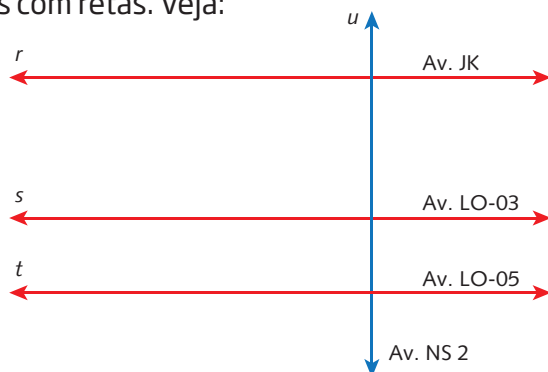 s com retas. Veja:
u
r
Av. JK
s
Av. LO-03
t
Av. LO-05
Av. NS 2